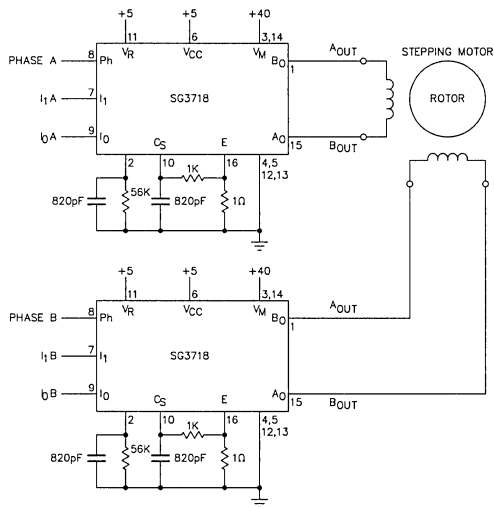 +5 +5 +40
11 6 3,14
PHASE A 8 Ph VR VCC VM BO 1 AOUT
STEPPING MOTOR
I1 A 7 I1 SG3718 ROTOR
I0 A 9 I0 CS E AO 15 BOUT
2 10 16 4,5
12,13
1K
820pF 56K 820pF 1Ω
+5 +5 +40
11 6 3,14
PHASE B 8 Ph VR VCC VM BO 1 AOUT
I1 B 7 I1 SG3718
I0 B 9 I0 CS E AO 15 BOUT
2 10 16 4,5
12,13
1K
820pF 56K 820pF 1Ω